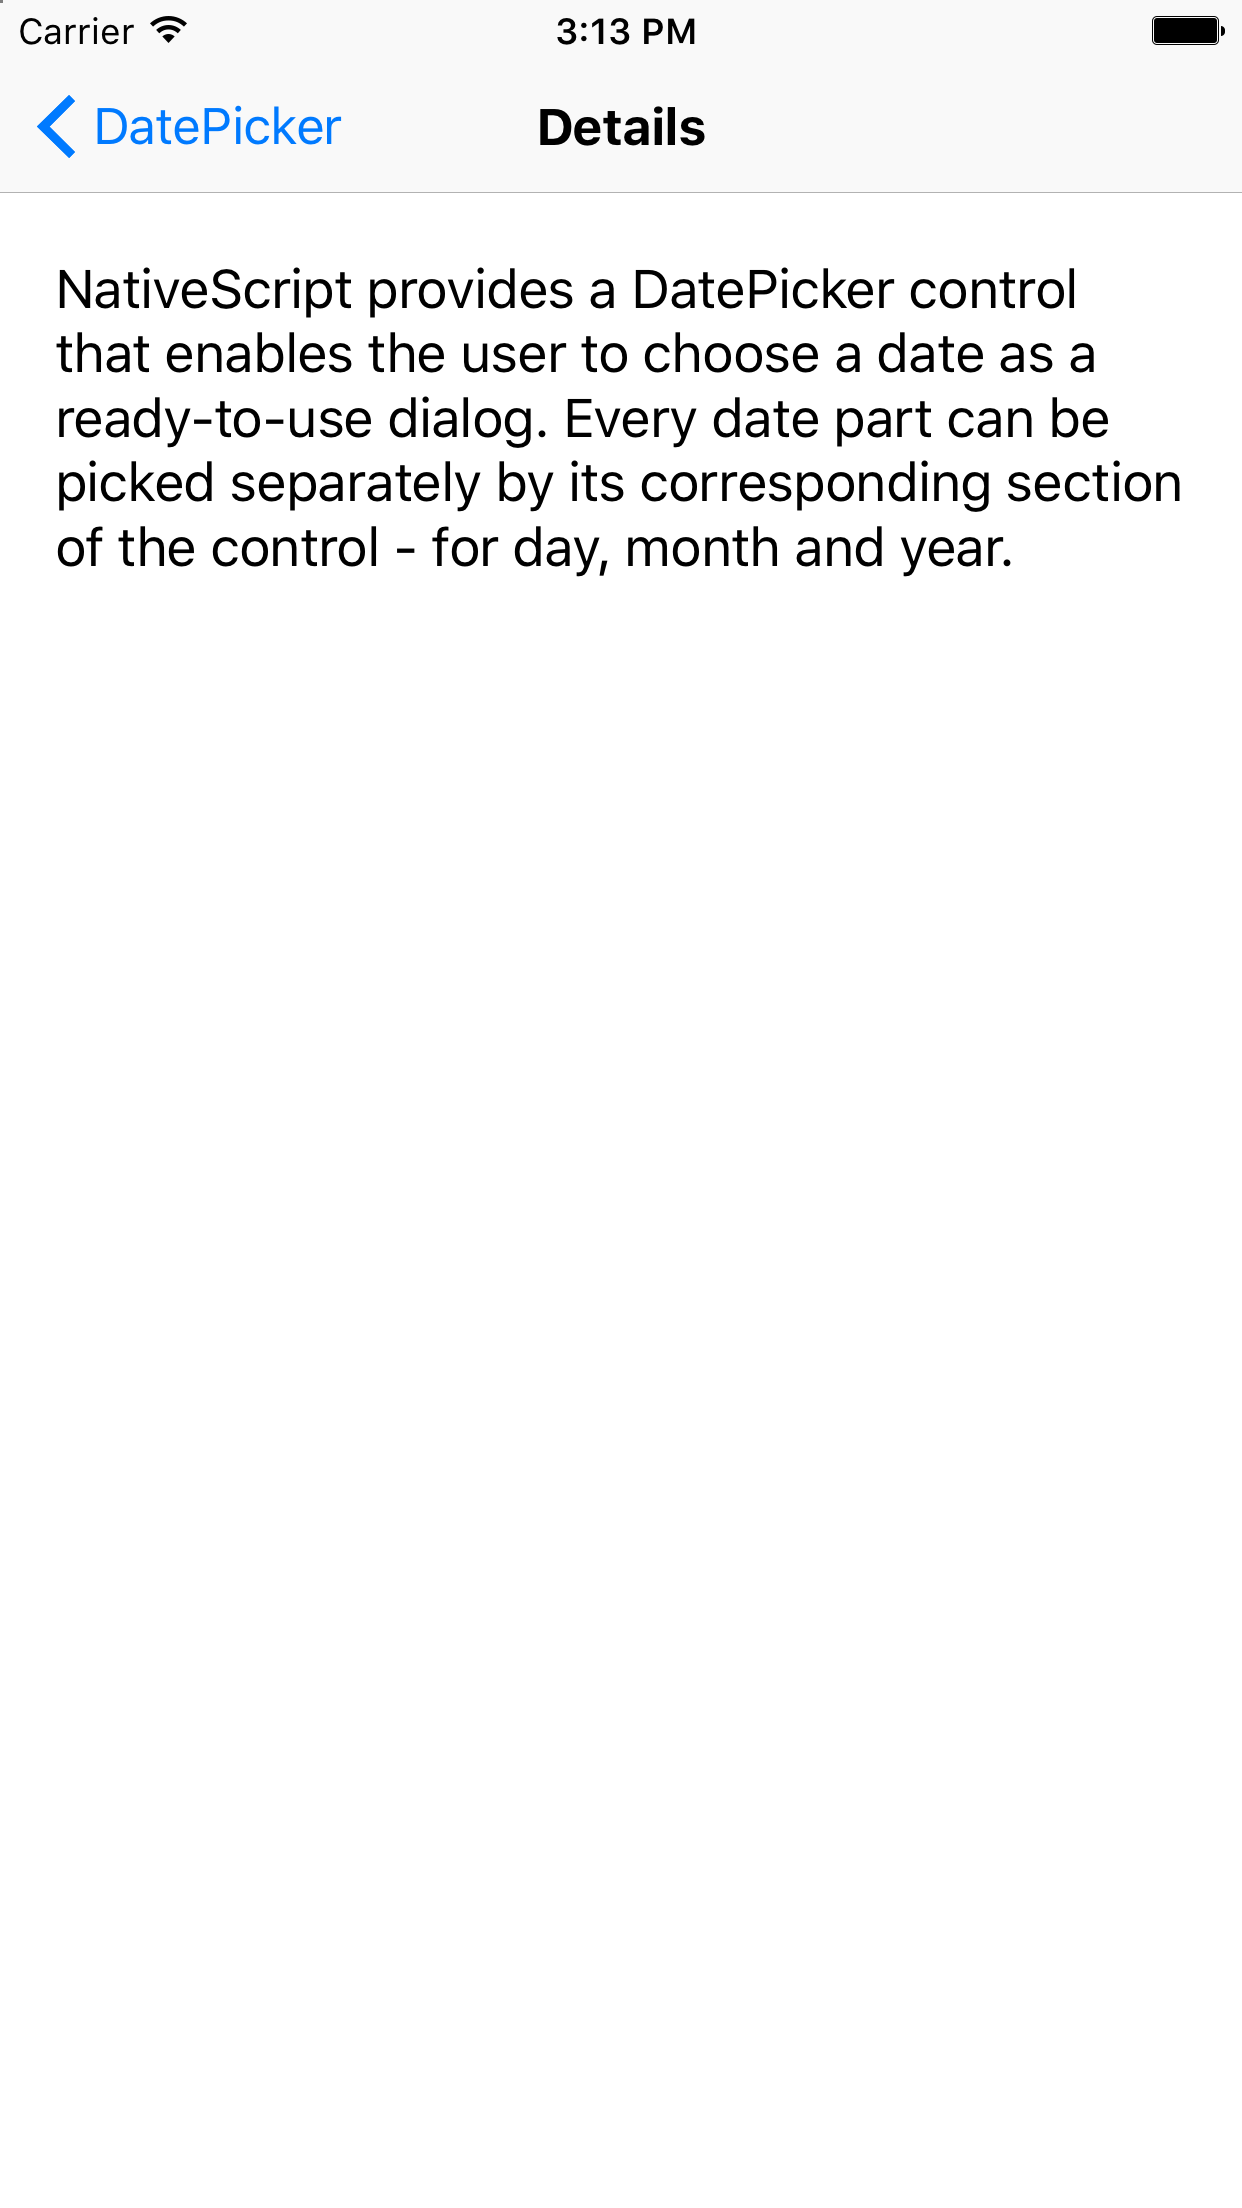 Carrier 3:13 PM
DatePicker Details
NativeScript provides a DatePicker control
that enables the user to choose a date as a
ready-to-use dialog. Every date part can be
picked separately by its corresponding section
of the control - for day, month and year.